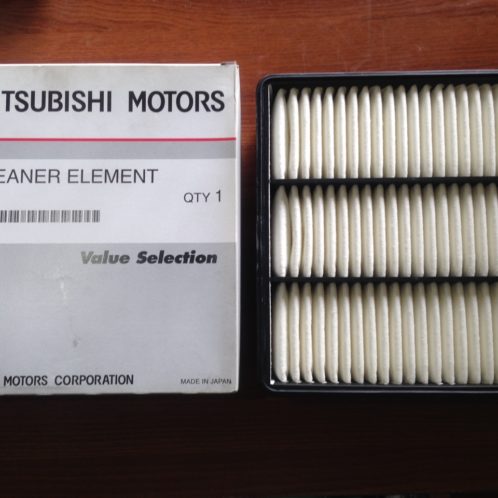 TSUBISHI MOTORS
EANER ELEMENT
QTY 1
Value Selection
MOTORS CORPORATION
MADE IN JAPAN